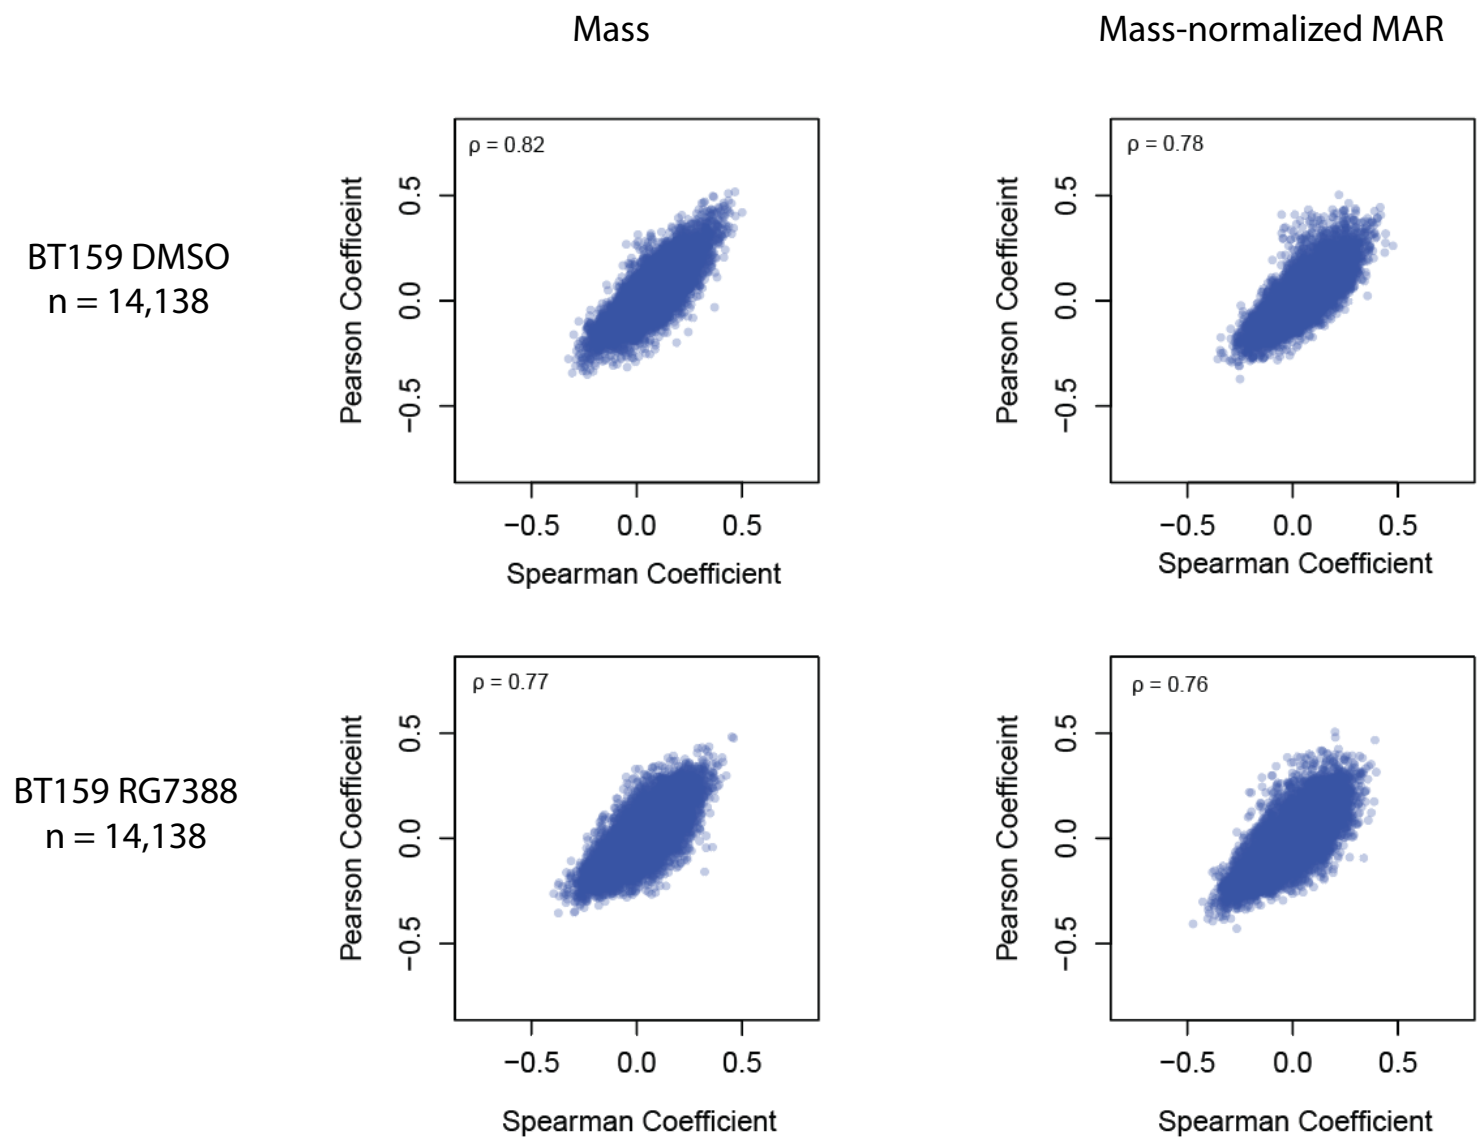 Mass
Mass-normalized MAR
BT159 DMSO
n = 14,138
ρ = 0.82
Pearson Coefficeint
0.5
0.0
−0.5
−0.5 0.0 0.5
Spearman Coefficient
ρ = 0.78
Pearson Coefficeint
0.5
0.0
−0.5
−0.5 0.0 0.5
Spearman Coefficient
BT159 RG7388
n = 14,138
ρ = 0.77
Pearson Coefficeint
0.5
0.0
−0.5
−0.5 0.0 0.5
Spearman Coefficient
ρ = 0.76
Pearson Coefficeint
0.5
0.0
−0.5
−0.5 0.0 0.5
Spearman Coefficient